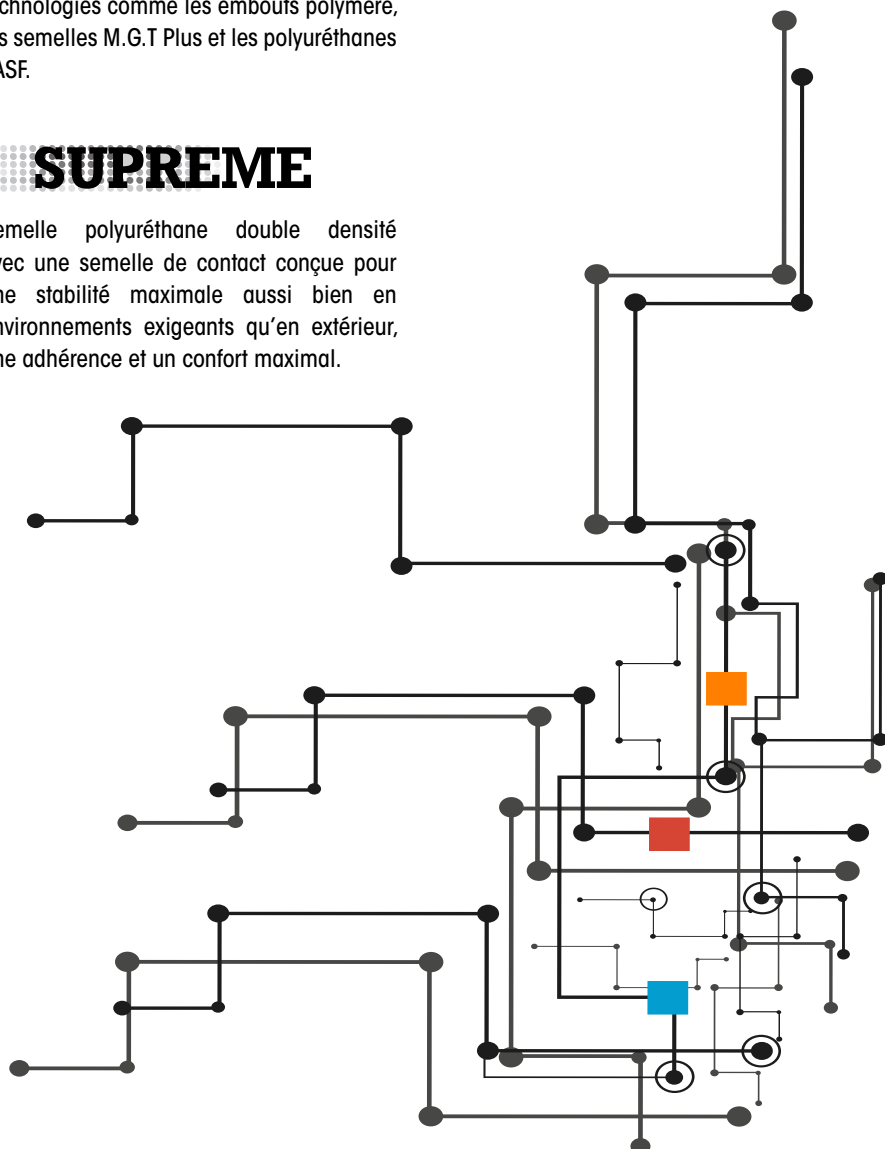 chnologies comme les embouts polymère,
s semelles M.G.T Plus et les polyuréthanes
ASF.
SUPREME
emelle polyuréthane double densité
vec une semelle de contact conçue pour
ne stabilité maximale aussi bien en
nvironnements exigeants qu'en extérieur,
ne adhérence et un confort maximal.